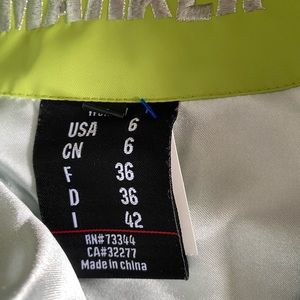 USA 6
CN 6
F 36
D 36
I 42
RN#73344
CA#32277
Made in china